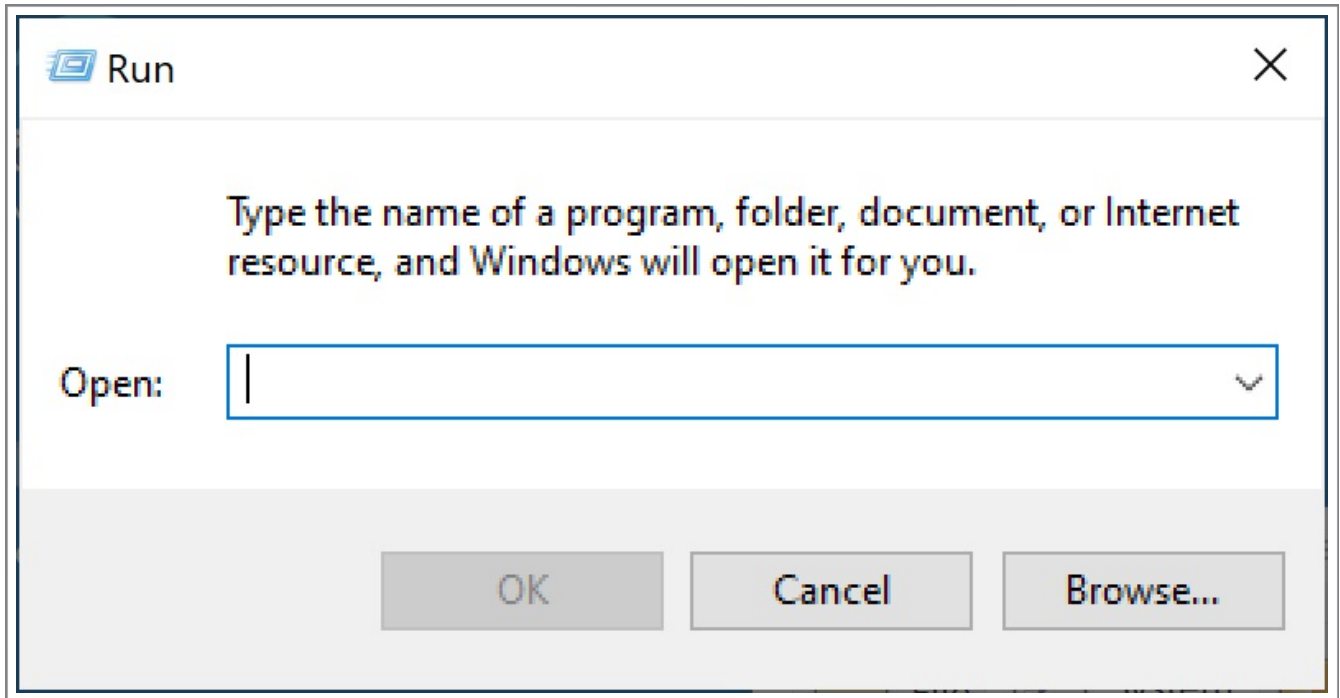 Run
Type the name of a program, folder, document, or Internet
resource, and Windows will open it for you.
Open:
OK
Cancel
Browse...